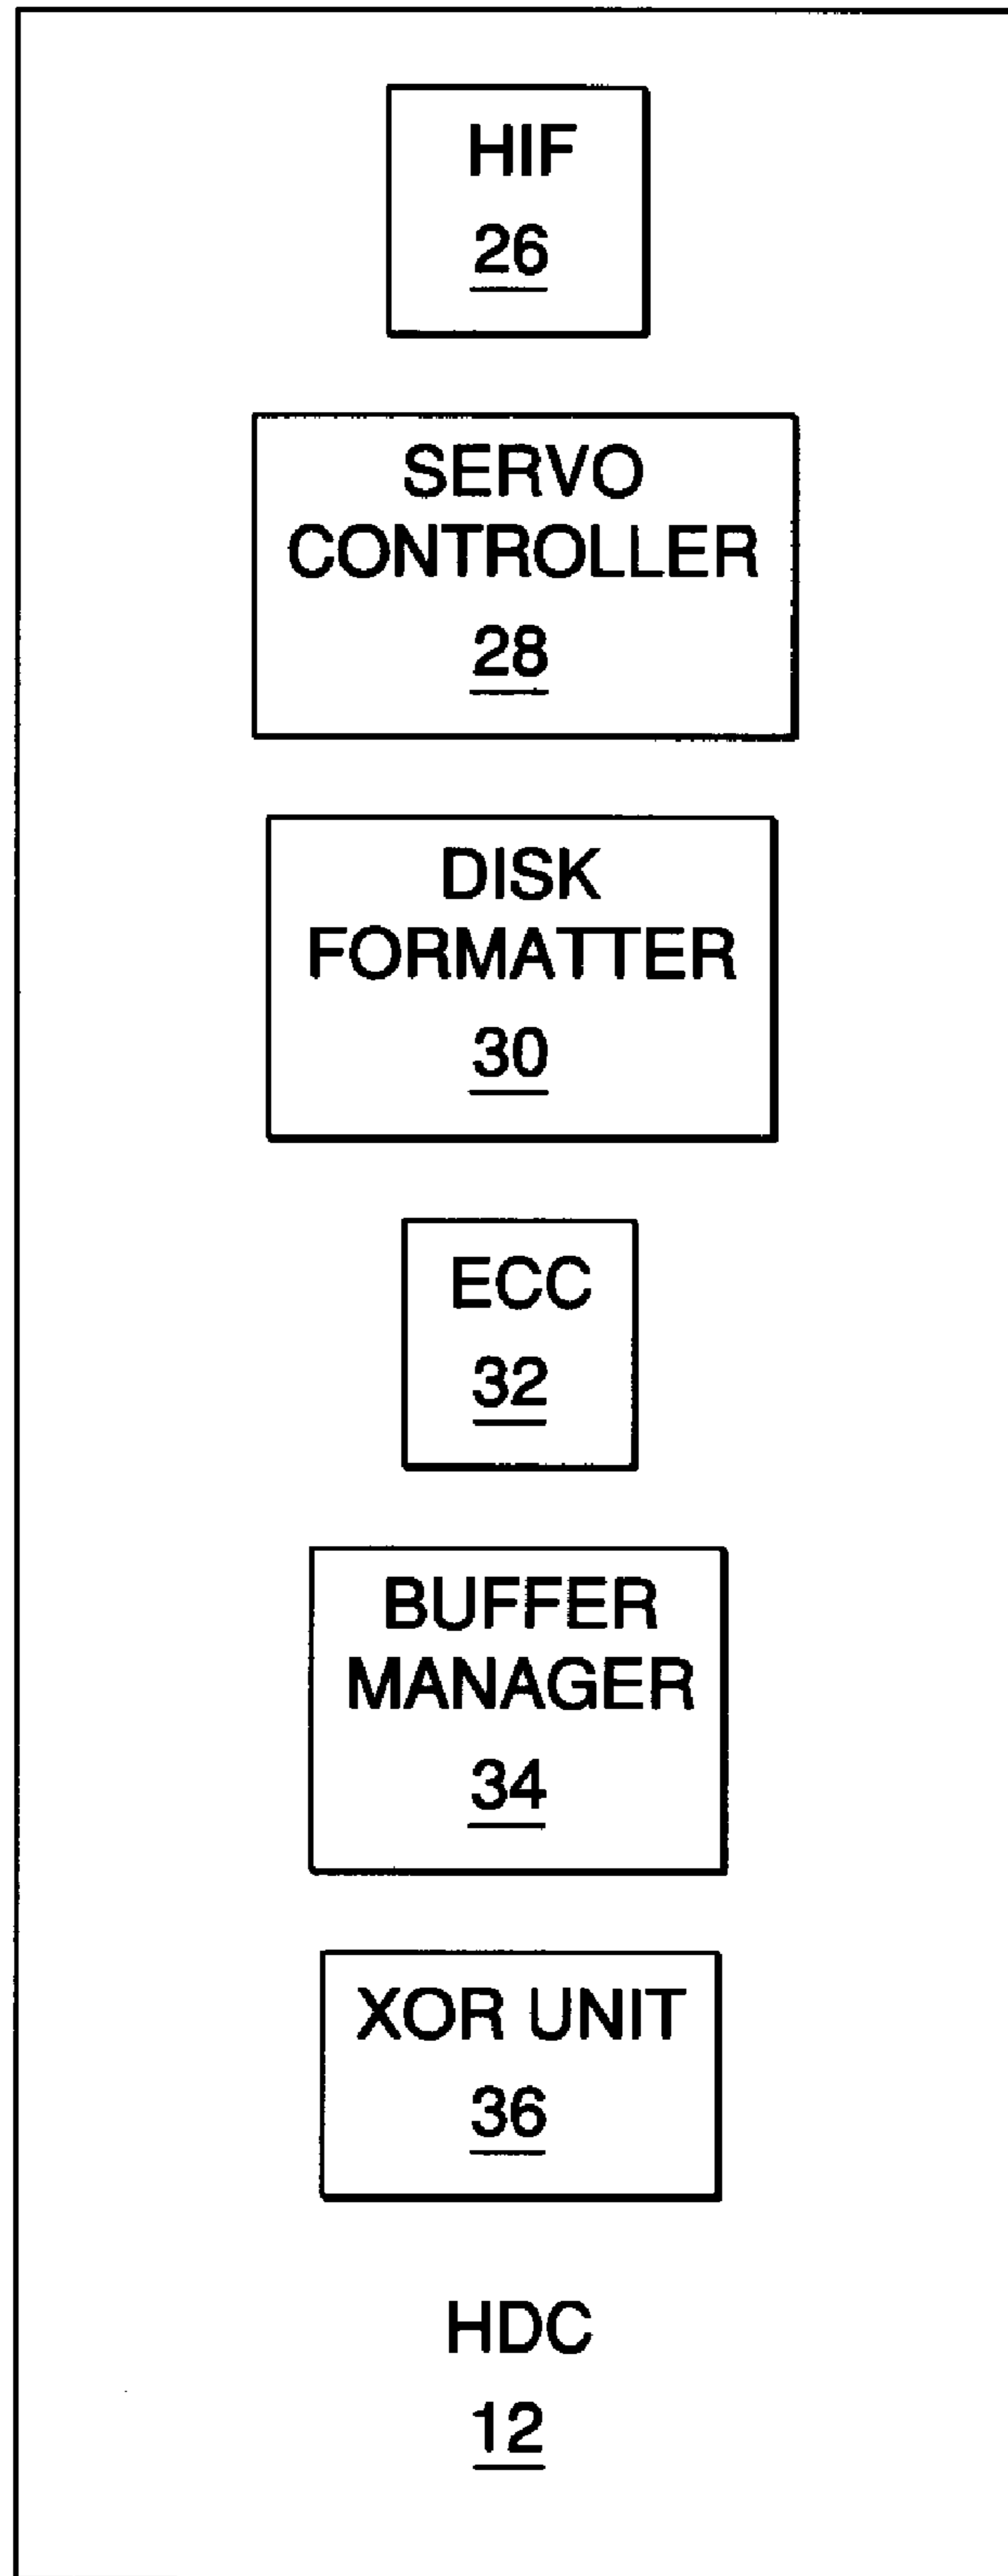 HIF
26
SERVO
CONTROLLER
28
DISK
FORMATTER
30
ECC
32
BUFFER
MANAGER
34
XOR UNIT
36
HDC
12